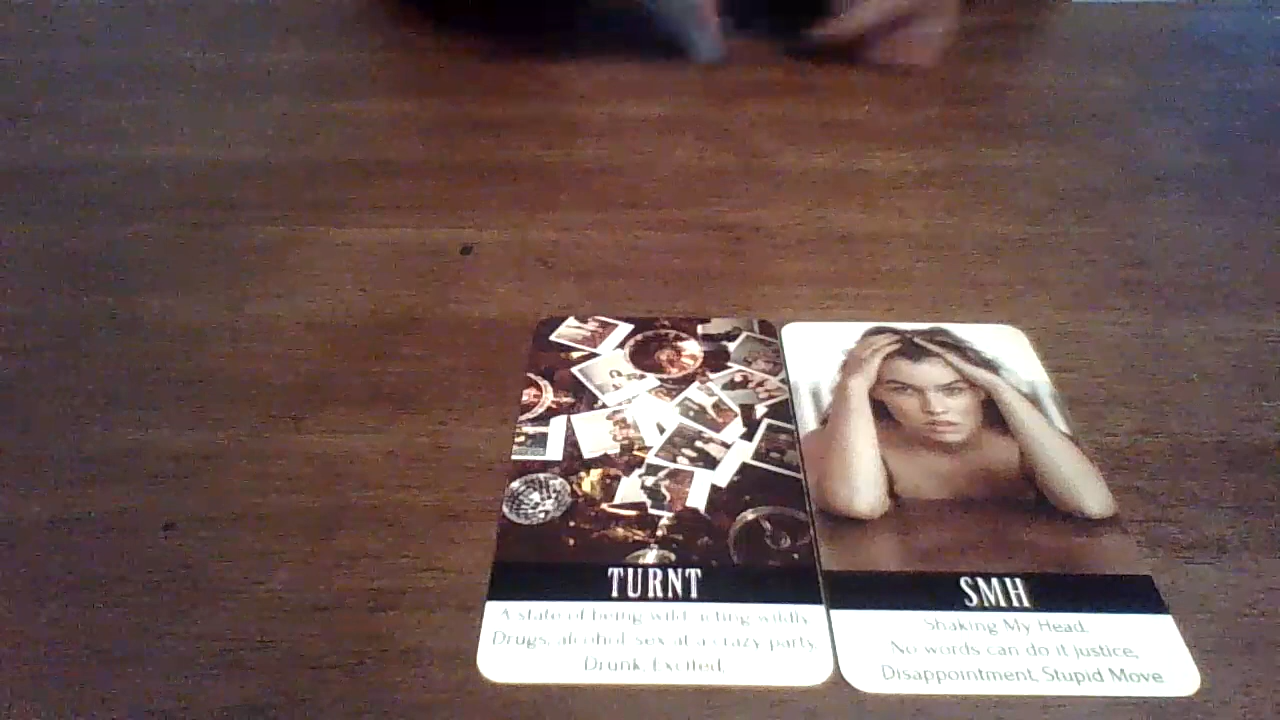 TURNT
A state of being wild, acting wildly.
Drugs, alcohol sex at a crazy party.
Drunk, Excited.
SMH
Shaking My Head.
No words can do it justice,
Disappointment, Stupid Move